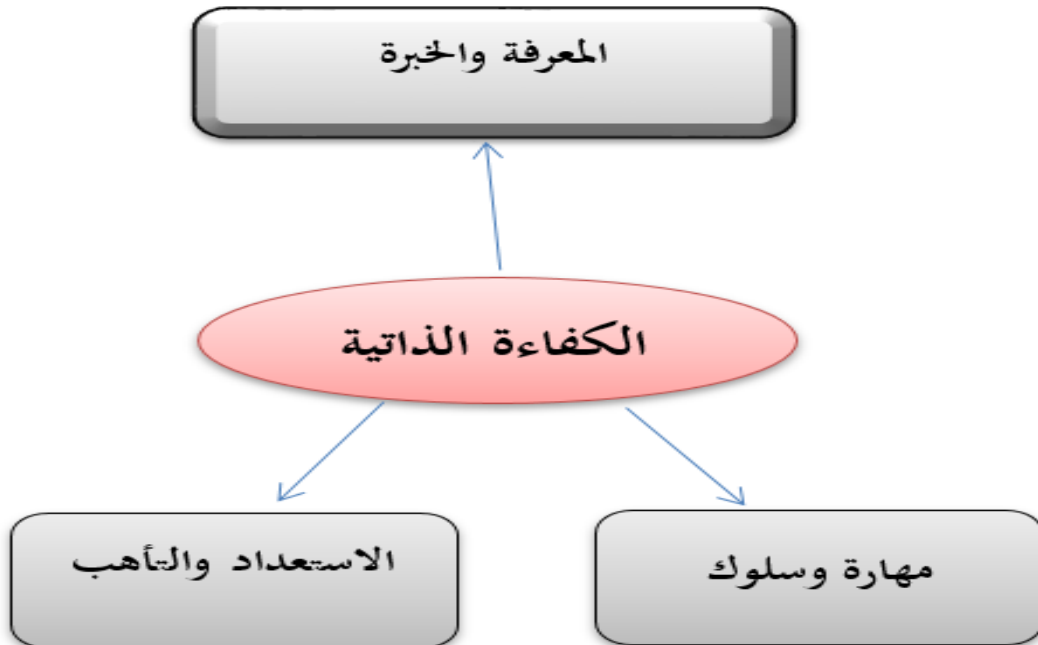 المعرفة والخبرة
الكفاءة الذاتية
مهارة وسلوك
الاستعداد والتأهب